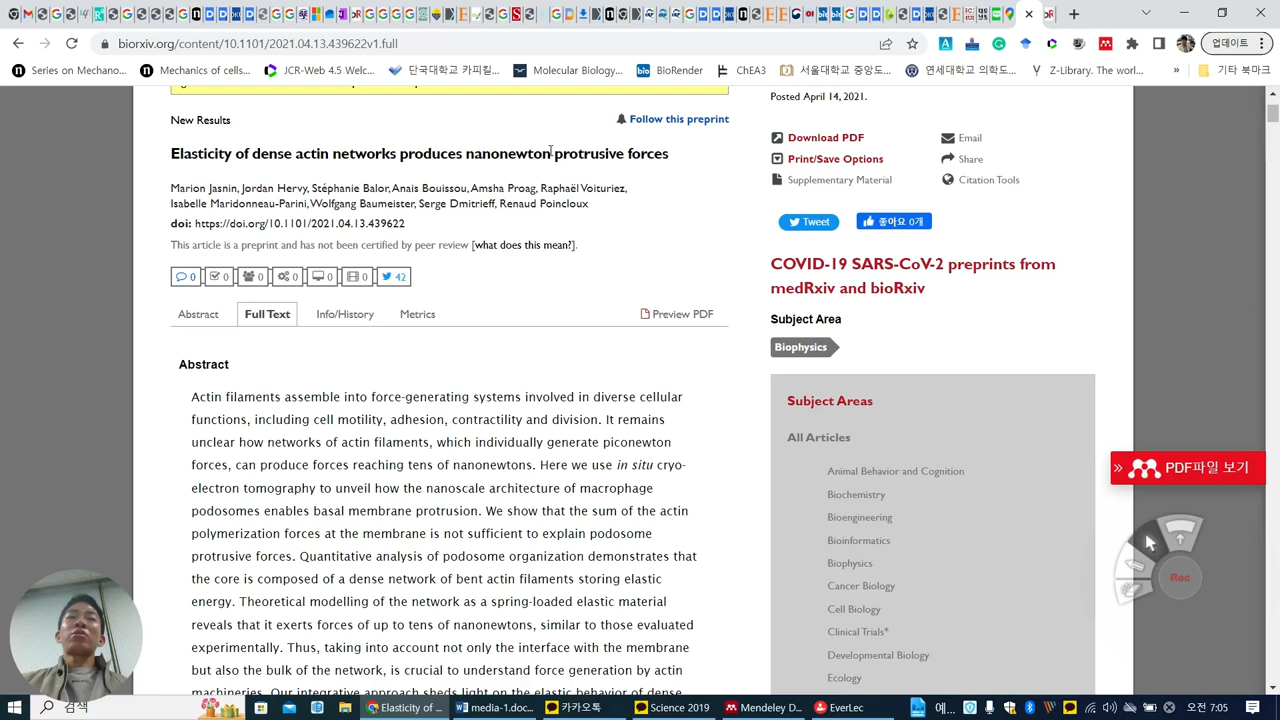 biorxiv.org/content/10.1101/2021.04.13.439622v1.full
업데이트
Series on Mechano...
Mechanics of cells...
JCR-Web 4.5 Welc...
단국대학교 카피킬...
Molecular Biology...
BioRender
ChEA3
서울대학교 중앙도...
연세대학교 의학도...
Z-Library. The worl...
»
기타 북마크
New Results
Follow this preprint
Elasticity of dense actin networks produces nanonewton protrusive forces
Marion Jasnin, Jordan Hervy, Stéphanie Balor, Anais Bouissou, Amsha Proag, Raphaël Voituriez,
Isabelle Maridonneau-Parini, Wolfgang Baumeister, Serge Dmitrieff, Renaud Poincloux
doi: https://doi.org/10.1101/2021.04.13.439622
This article is a preprint and has not been certified by peer review [what does this mean?].
0 0 0 0 0 0 42
Abstract Full Text Info/History Metrics Preview PDF
Abstract
Actin filaments assemble into force-generating systems involved in diverse cellular
functions, including cell motility, adhesion, contractility and division. It remains
unclear how networks of actin filaments, which individually generate piconewton
forces, can produce forces reaching tens of nanonewtons. Here we use in situ cryo-
electron tomography to unveil how the nanoscale architecture of macrophage
podosomes enables basal membrane protrusion. We show that the sum of the actin
polymerization forces at the membrane is not sufficient to explain podosome
protrusive forces. Quantitative analysis of podosome organization demonstrates that
the core is composed of a dense network of bent actin filaments storing elastic
energy. Theoretical modelling of the network as a spring-loaded elastic material
reveals that it exerts forces of up to tens of nanonewtons, similar to those evaluated
experimentally. Thus, taking into account not only the interface with the membrane
but also the bulk of the network, is crucial to understand force generation by actin
machineries. Our integrative approach sheds light on the elastic behavior of dense
Posted April 14, 2021.
Download PDF
Email
Print/Save Options
Share
Supplementary Material
Citation Tools
Tweet
좋아요 0개
COVID-19 SARS-CoV-2 preprints from
medRxiv and bioRxiv
Subject Area
Biophysics
Subject Areas
All Articles
Animal Behavior and Cognition
Biochemistry
Bioengineering
Bioinformatics
Biophysics
Cancer Biology
Cell Biology
Clinical Trials*
Developmental Biology
Ecology
» PDF파일 보기
Rec
검색
Elasticity of ...
media-1.doc...
카카오톡
Science 2019
Mendeley D...
EverLec
예...
오전 7:05